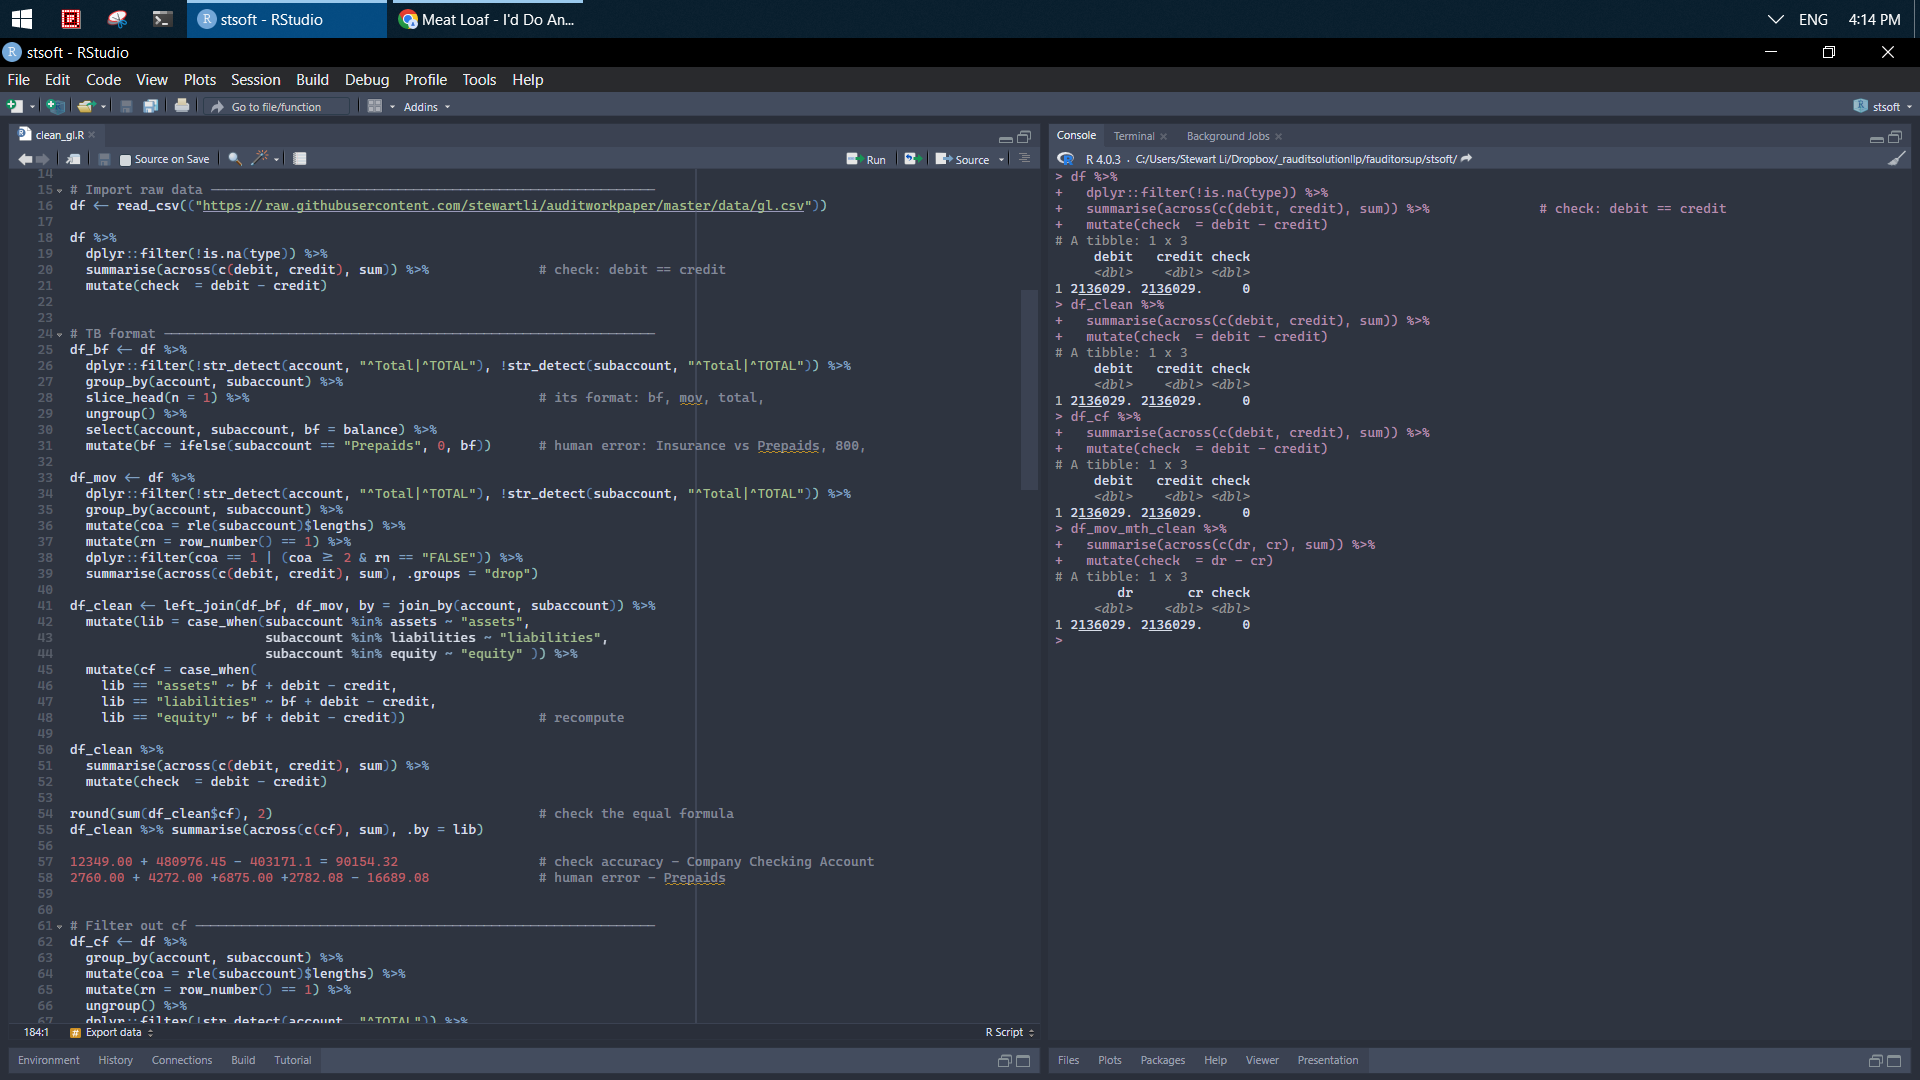 stsoft - RStudio
Meat Loaf - I'd Do An...
ENG
4:14 PM
stsoft - RStudio
File Edit Code View Plots Session Build Debug Profile Tools Help
Go to file/function
Addins
stsoft
clean_gl.R
Source on Save
Run
Source
14
15 # Import raw data
16 df <- read_csv(("https://raw.githubusercontent.com/stewartli/auditworkpaper/master/data/gl.csv"))
17
18 df %>%
19 dplyr::filter(!is.na(type)) %>%
20 summarise(across(c(debit, credit), sum)) %>% # check: debit == credit
21 mutate(check = debit - credit)
22
23
24 # TB format
25 df_bf <- df %>%
26 dplyr::filter(!str_detect(account, "^Total|^TOTAL"), !str_detect(subaccount, "^Total|^TOTAL")) %>%
27 group_by(account, subaccount) %>%
28 slice_head(n = 1) %>% # its format: bf, mov, total,
29 ungroup() %>%
30 select(account, subaccount, bf = balance) %>%
31 mutate(bf = ifelse(subaccount == "Prepaids", 0, bf)) # human error: Insurance vs Prepaids, 800,
32
33 df_mov <- df %>%
34 dplyr::filter(!str_detect(account, "^Total|^TOTAL"), !str_detect(subaccount, "^Total|^TOTAL")) %>%
35 group_by(account, subaccount) %>%
36 mutate(coa = rle(subaccount)$lengths) %>%
37 mutate(rn = row_number() == 1) %>%
38 dplyr::filter(coa == 1 | (coa >= 2 & rn == "FALSE")) %>%
39 summarise(across(c(debit, credit), sum), .groups = "drop")
40
41 df_clean <- left_join(df_bf, df_mov, by = join_by(account, subaccount)) %>%
42 mutate(lib = case_when(subaccount %in% assets ~ "assets",
43 subaccount %in% liabilities ~ "liabilities",
44 subaccount %in% equity ~ "equity" )) %>%
45 mutate(cf = case_when(
46 lib == "assets" ~ bf + debit - credit,
47 lib == "liabilities" ~ bf + debit - credit,
48 lib == "equity" ~ bf + debit - credit)) # recompute
49
50 df_clean %>%
51 summarise(across(c(debit, credit), sum)) %>%
52 mutate(check = debit - credit)
53
54 round(sum(df_clean$cf), 2) # check the equal formula
55 df_clean %>% summarise(across(c(cf), sum), .by = lib)
56
57 12349.00 + 480976.45 - 403171.1 = 90154.32 # check accuracy - Company Checking Account
58 2760.00 + 4272.00 +6875.00 +2782.08 - 16689.08 # human error - Prepaids
59
60
61 # Filter out cf
62 df_cf <- df %>%
63 group_by(account, subaccount) %>%
64 mutate(coa = rle(subaccount)$lengths) %>%
65 mutate(rn = row_number() == 1) %>%
66 ungroup() %>%
67 dplyr::filter(!str_detect(account, "^TOTAL")) %>%
184:1 Export data
R Script
Environment History Connections Build Tutorial
Console Terminal Background Jobs
R 4.0.3 · C:/Users/Stewart Li/Dropbox/_rauditsolutionllp/fauditorsup/stsoft/
> df %>%
+ dplyr::filter(!is.na(type)) %>%
+ summarise(across(c(debit, credit), sum)) %>% # check: debit == credit
+ mutate(check = debit - credit)
# A tibble: 1 x 3
debit credit check
<dbl> <dbl> <dbl>
1 2136029. 2136029. 0
> df_clean %>%
+ summarise(across(c(debit, credit), sum)) %>%
+ mutate(check = debit - credit)
# A tibble: 1 x 3
debit credit check
<dbl> <dbl> <dbl>
1 2136029. 2136029. 0
> df_cf %>%
+ summarise(across(c(debit, credit), sum)) %>%
+ mutate(check = debit - credit)
# A tibble: 1 x 3
debit credit check
<dbl> <dbl> <dbl>
1 2136029. 2136029. 0
> df_mov_mth_clean %>%
+ summarise(across(c(dr, cr), sum)) %>%
+ mutate(check = dr - cr)
# A tibble: 1 x 3
dr cr check
<dbl> <dbl> <dbl>
1 2136029. 2136029. 0
>
Files Plots Packages Help Viewer Presentation